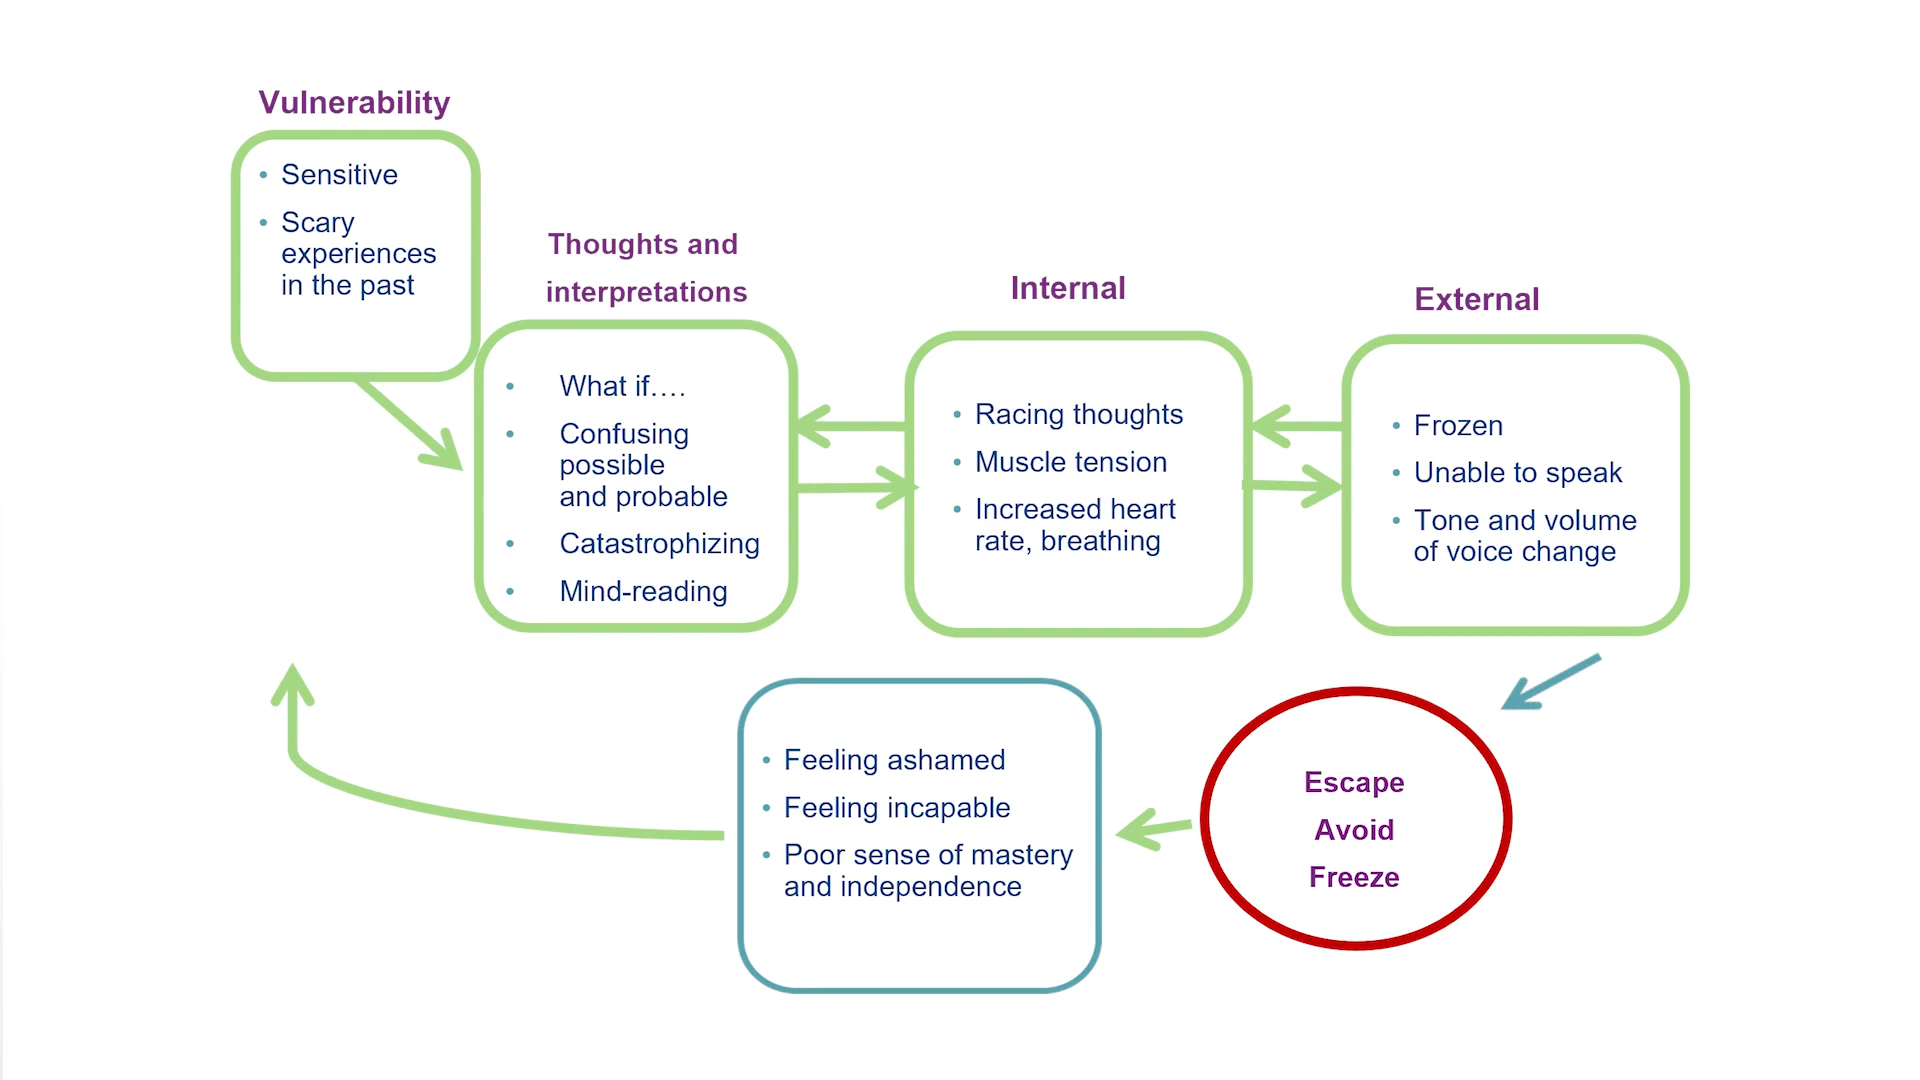 Vulnerability
• Sensitive
• Scary
experiences
in the past
Thoughts and
interpretations
• What if….
• Confusing
possible
and probable
• Catastrophizing
• Mind-reading
Internal
• Racing thoughts
• Muscle tension
• Increased heart
rate, breathing
External
• Frozen
• Unable to speak
• Tone and volume
of voice change
Escape
Avoid
Freeze
• Feeling ashamed
• Feeling incapable
• Poor sense of mastery
and independence